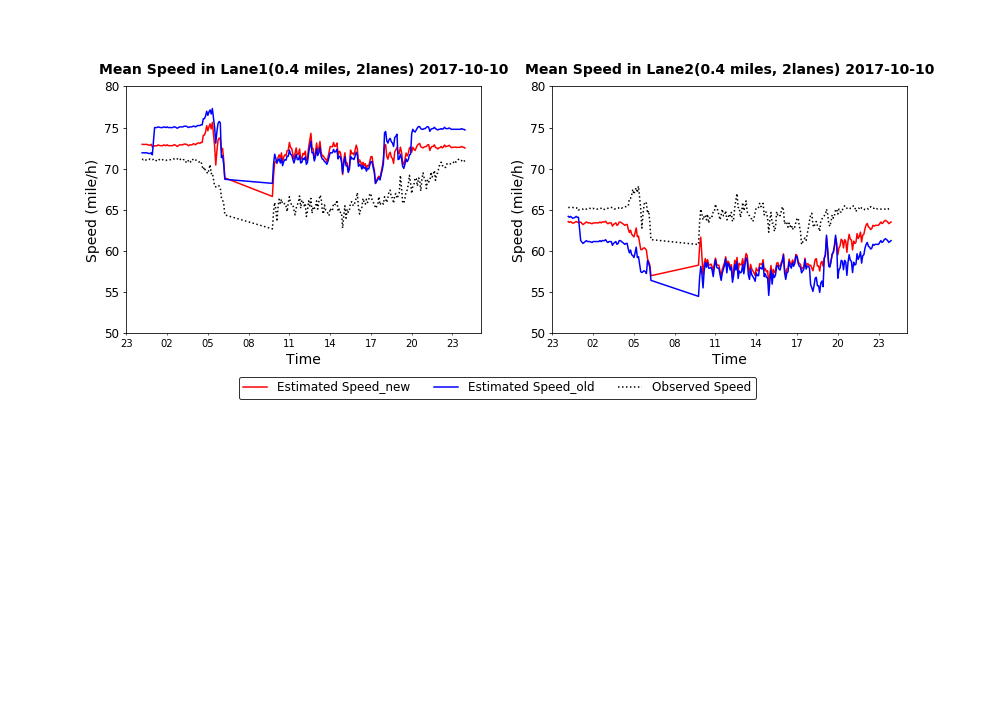 Mean Speed in Lane1(0.4 miles, 2lanes) 2017-10-10
80
75
70
65
60
55
50
Speed (mile/h)
23 02 05 08 11 14 17 20 23
Time
Mean Speed in Lane2(0.4 miles, 2lanes) 2017-10-10
80
75
70
65
60
55
50
Speed (mile/h)
23 02 05 08 11 14 17 20 23
Time
Estimated Speed_new Estimated Speed_old Observed Speed